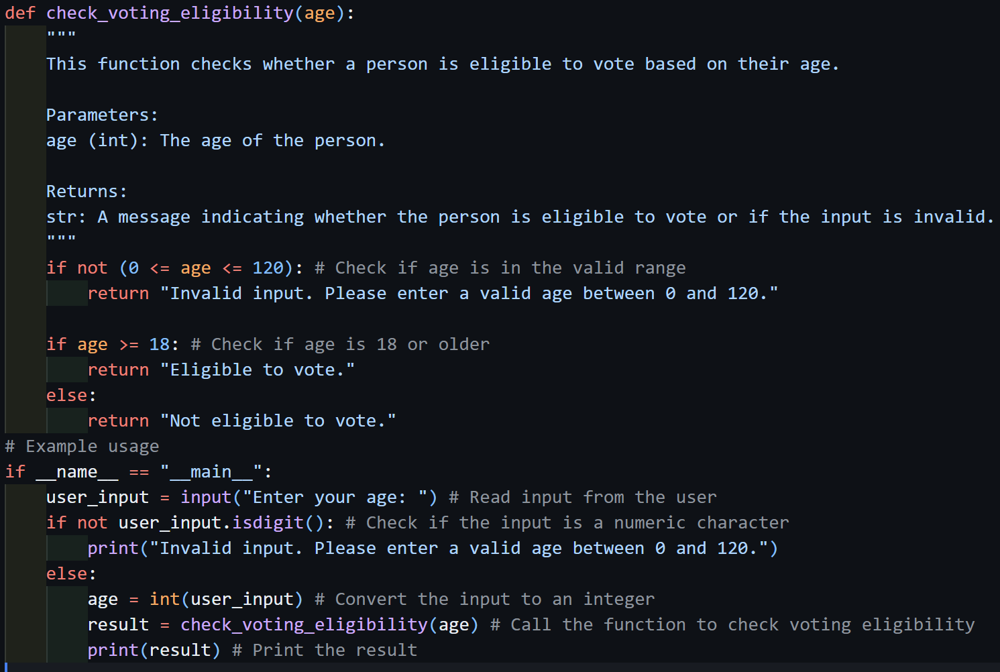 def check_voting_eligibility(age):
    """
    This function checks whether a person is eligible to vote based on their age.

    Parameters:
    age (int): The age of the person.

    Returns:
    str: A message indicating whether the person is eligible to vote or if the input is invalid.
    """
    if not (0 <= age <= 120): # Check if age is in the valid range
        return "Invalid input. Please enter a valid age between 0 and 120."

    if age >= 18: # Check if age is 18 or older
        return "Eligible to vote."
    else:
        return "Not eligible to vote."
# Example usage
if __name__ == "__main__":
    user_input = input("Enter your age: ") # Read input from the user
    if not user_input.isdigit(): # Check if the input is a numeric character
        print("Invalid input. Please enter a valid age between 0 and 120.")
    else:
        age = int(user_input) # Convert the input to an integer
        result = check_voting_eligibility(age) # Call the function to check voting eligibility
        print(result) # Print the result